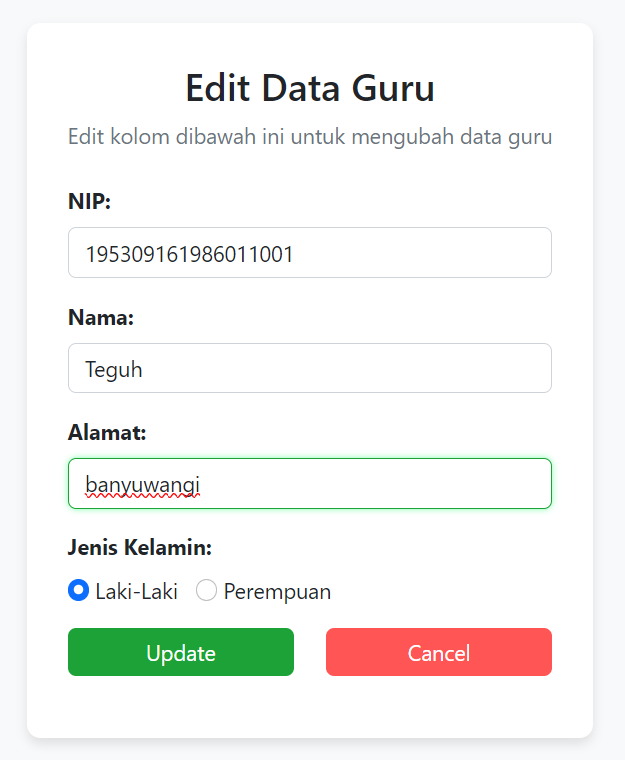 Edit Data Guru
Edit kolom dibawah ini untuk mengubah data guru
NIP:
195309161986011001
Nama:
Teguh
Alamat:
banyuwangi
Jenis Kelamin:
Laki-Laki Perempuan
Update Cancel